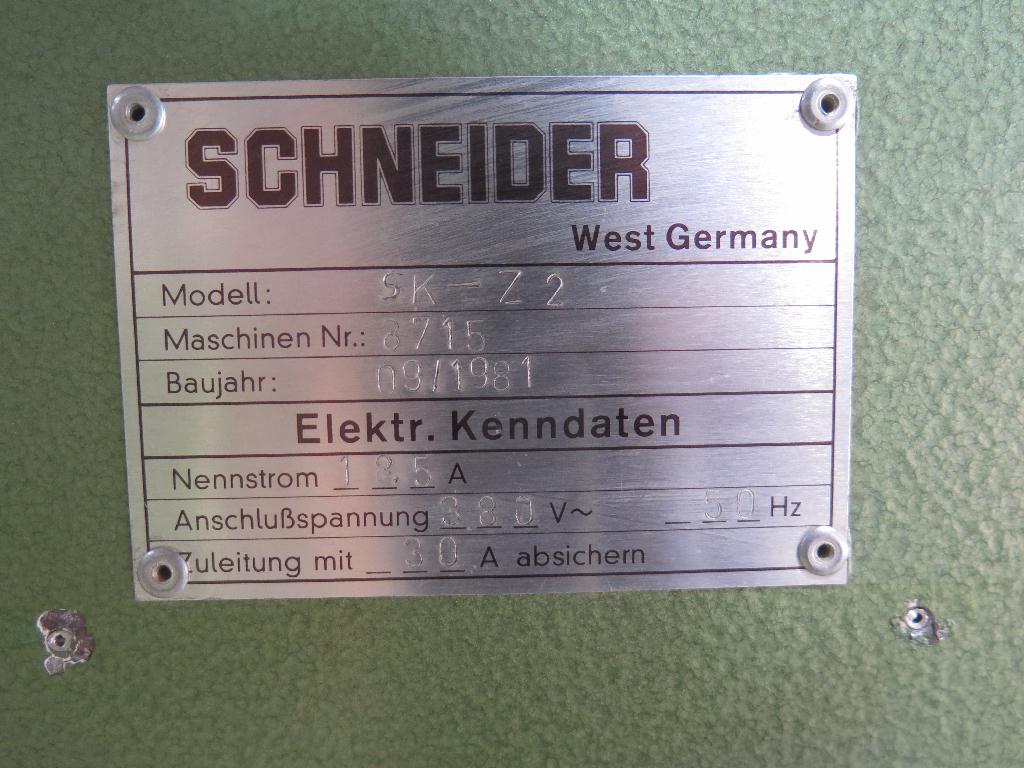 SCHNEIDER
West Germany
Modell: SK-Z2
Maschinen Nr.: 8715
Baujahr: 09/1981
Elektr. Kenndaten
Nennstrom 18,5 A
Anschlußspannung 380 V~ 50 Hz
Zuleitung mit 30 A absichern